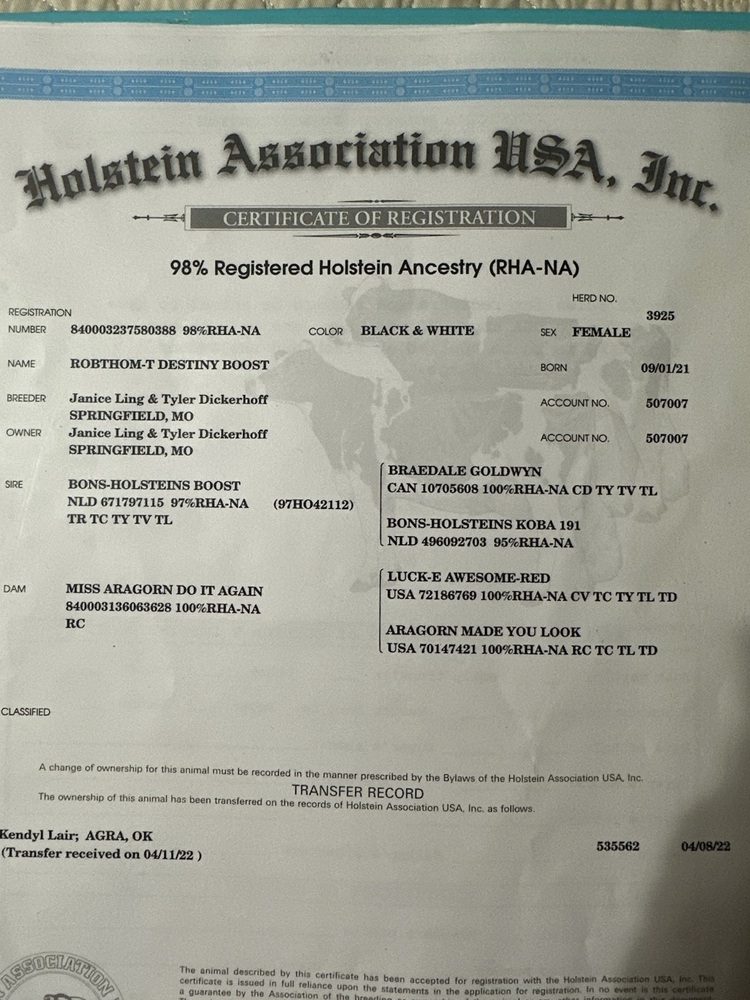 Holstein Association USA, Inc.
CERTIFICATE OF REGISTRATION
98% Registered Holstein Ancestry (RHA-NA)
HERD NO. 3925
REGISTRATION
NUMBER 840003237580388 98%RHA-NA COLOR BLACK & WHITE SEX FEMALE
NAME ROBTHOM-T DESTINY BOOST BORN 09/01/21
BREEDER Janice Ling & Tyler Dickerhoff ACCOUNT NO. 507007
SPRINGFIELD, MO
OWNER Janice Ling & Tyler Dickerhoff ACCOUNT NO. 507007
SPRINGFIELD, MO
SIRE BONS-HOLSTEINS BOOST
NLD 671797115 97%RHA-NA (97HO42112)
TR TC TY TV TL
BRAEDALE GOLDWYN
CAN 10705608 100%RHA-NA CD TY TV TL
BONS-HOLSTEINS KOBA 191
NLD 496092703 95%RHA-NA
DAM MISS ARAGORN DO IT AGAIN
840003136063628 100%RHA-NA
RC
LUCK-E AWESOME-RED
USA 72186769 100%RHA-NA CV TC TY TL TD
ARAGORN MADE YOU LOOK
USA 70147421 100%RHA-NA RC TC TL TD
CLASSIFIED
A change of ownership for this animal must be recorded in the manner prescribed by the Bylaws of the Holstein Association USA, Inc.
TRANSFER RECORD
The ownership of this animal has been transferred on the records of Holstein Association USA, Inc. as follows.
Kendyl Lair; AGRA, OK 535562 04/08/22
(Transfer received on 04/11/22 )
ASSOCIATION
The animal described by this certificate has been accepted for registration with the Holstein Association USA, Inc. This
certificate is issued in full reliance upon the statements in the application for registration. In no event is this certificate
a guarantee by the Association of the breeding